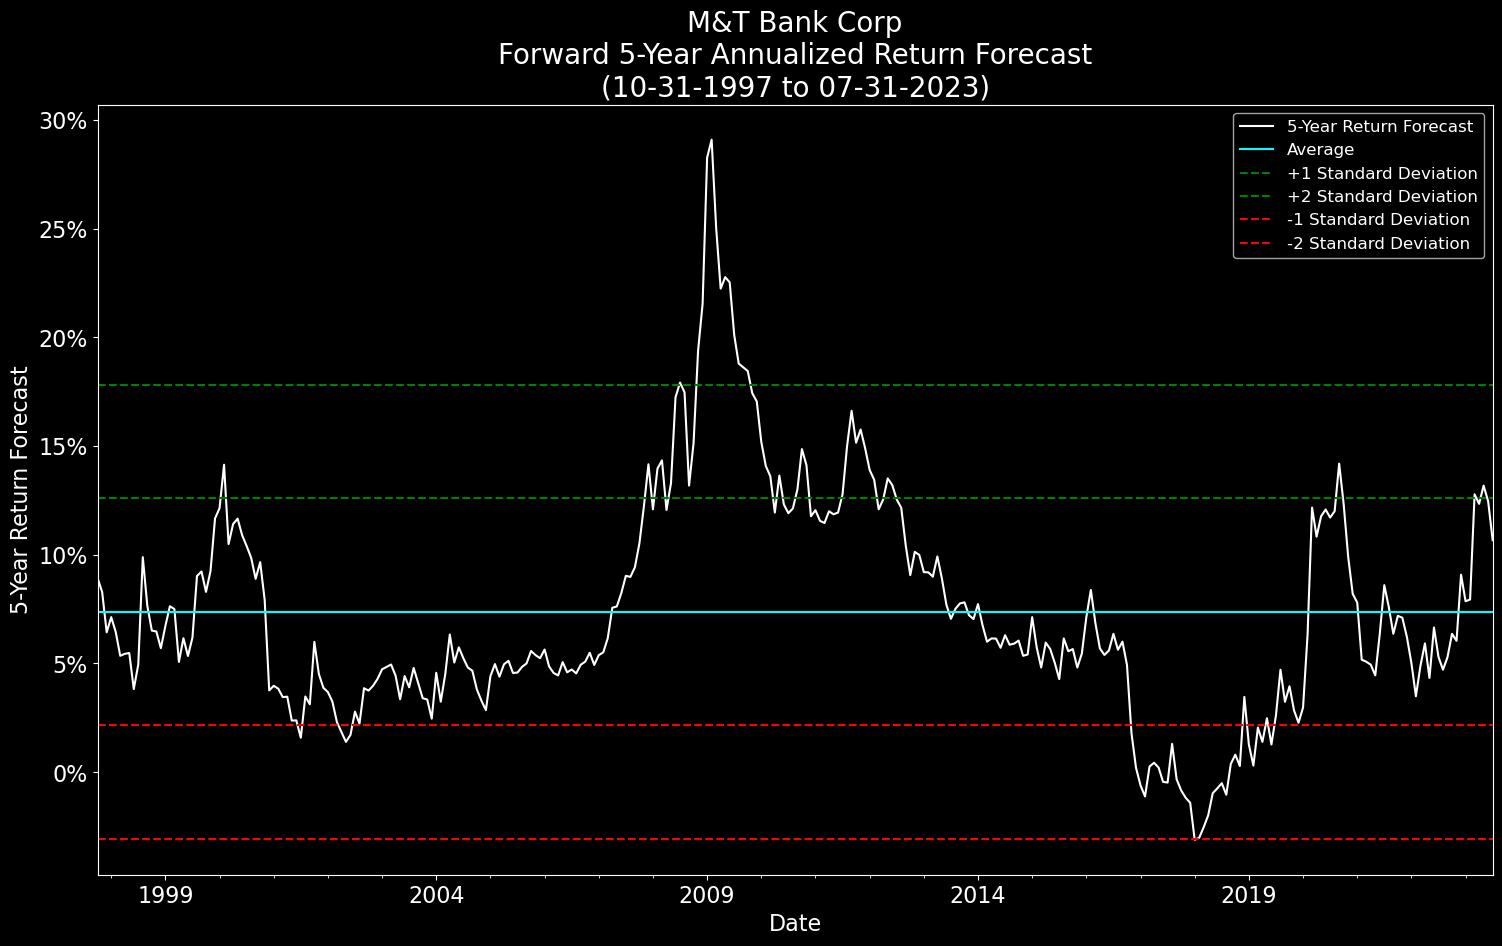 M&T Bank Corp
Forward 5-Year Annualized Return Forecast
(10-31-1997 to 07-31-2023)
30%
25%
20%
15%
10%
5%
0%
5-Year Return Forecast
5-Year Return Forecast
Average
+1 Standard Deviation
+2 Standard Deviation
-1 Standard Deviation
-2 Standard Deviation
1999 2004 2009 2014 2019
Date